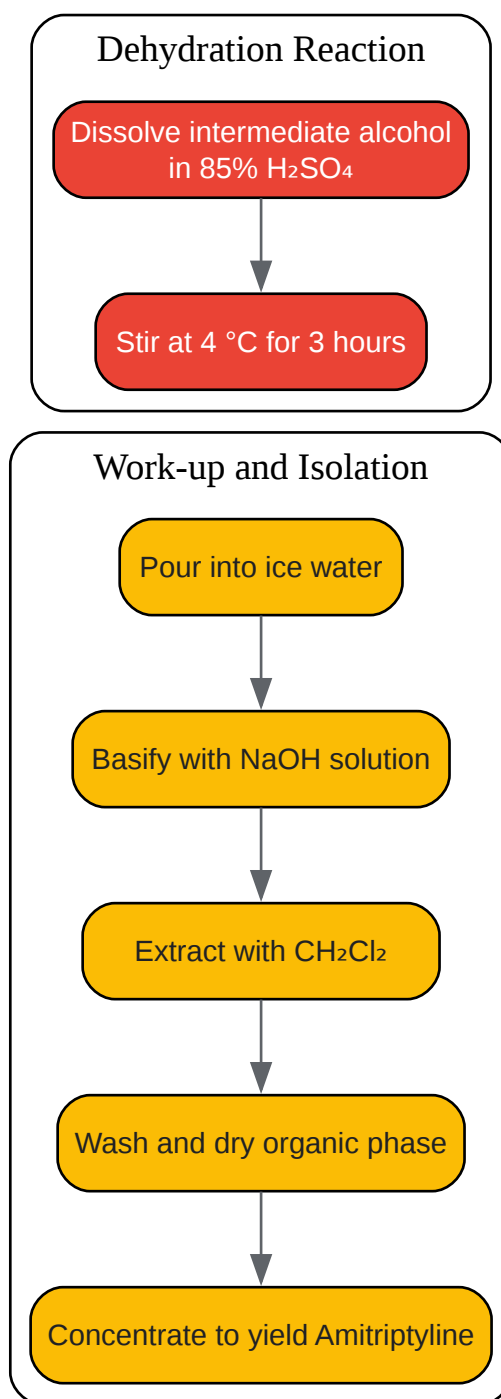 Dehydration Reaction
Dissolve intermediate alcohol
in 85% H₂SO₄
Stir at 4 °C for 3 hours
Work-up and Isolation
Pour into ice water
Basify with NaOH solution
Extract with CH₂Cl₂
Wash and dry organic phase
Concentrate to yield Amitriptyline